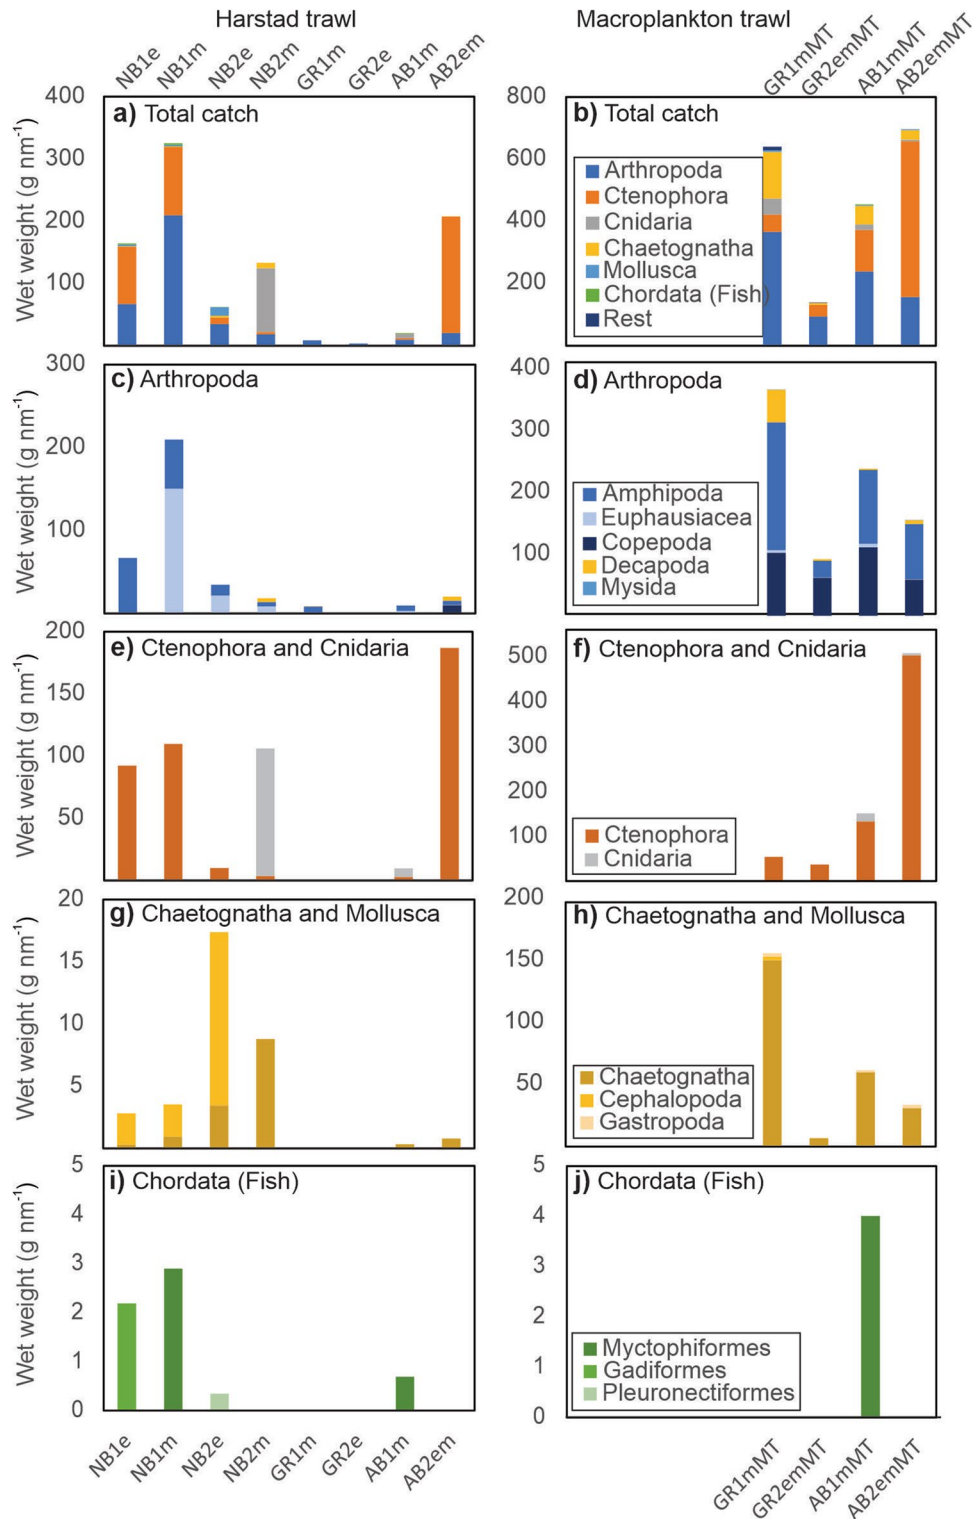 Harstad trawl
Macroplankton trawl
NB1e NB1m NB2e NB2m GR1m GR2e AB1m AB2em
GR1mMT GR2emMT AB1mMT AB2emMT
a) Total catch
400
300
200
100
Wet weight (g nm⁻¹)
b) Total catch
800
600
400
200
Arthropoda
Ctenophora
Cnidaria
Chaetognatha
Mollusca
Chordata (Fish)
Rest
c) Arthropoda
300
200
100
Wet weight (g nm⁻¹)
d) Arthropoda
400
300
200
100
Amphipoda
Euphausiacea
Copepoda
Decapoda
Mysida
e) Ctenophora and Cnidaria
200
150
100
50
Wet weight (g nm⁻¹)
f) Ctenophora and Cnidaria
500
400
300
200
100
Ctenophora
Cnidaria
g) Chaetognatha and Mollusca
20
15
10
5
Wet weight (g nm⁻¹)
h) Chaetognatha and Mollusca
200
150
100
50
Chaetognatha
Cephalopoda
Gastropoda
i) Chordata (Fish)
5
4
3
2
1
0
Wet weight (g nm⁻¹)
j) Chordata (Fish)
5
4
3
2
1
0
Myctophiformes
Gadiformes
Pleuronectiformes
NB1e NB1m NB2e NB2m GR1m GR2e AB1m AB2em
GR1mMT GR2emMT AB1mMT AB2emMT